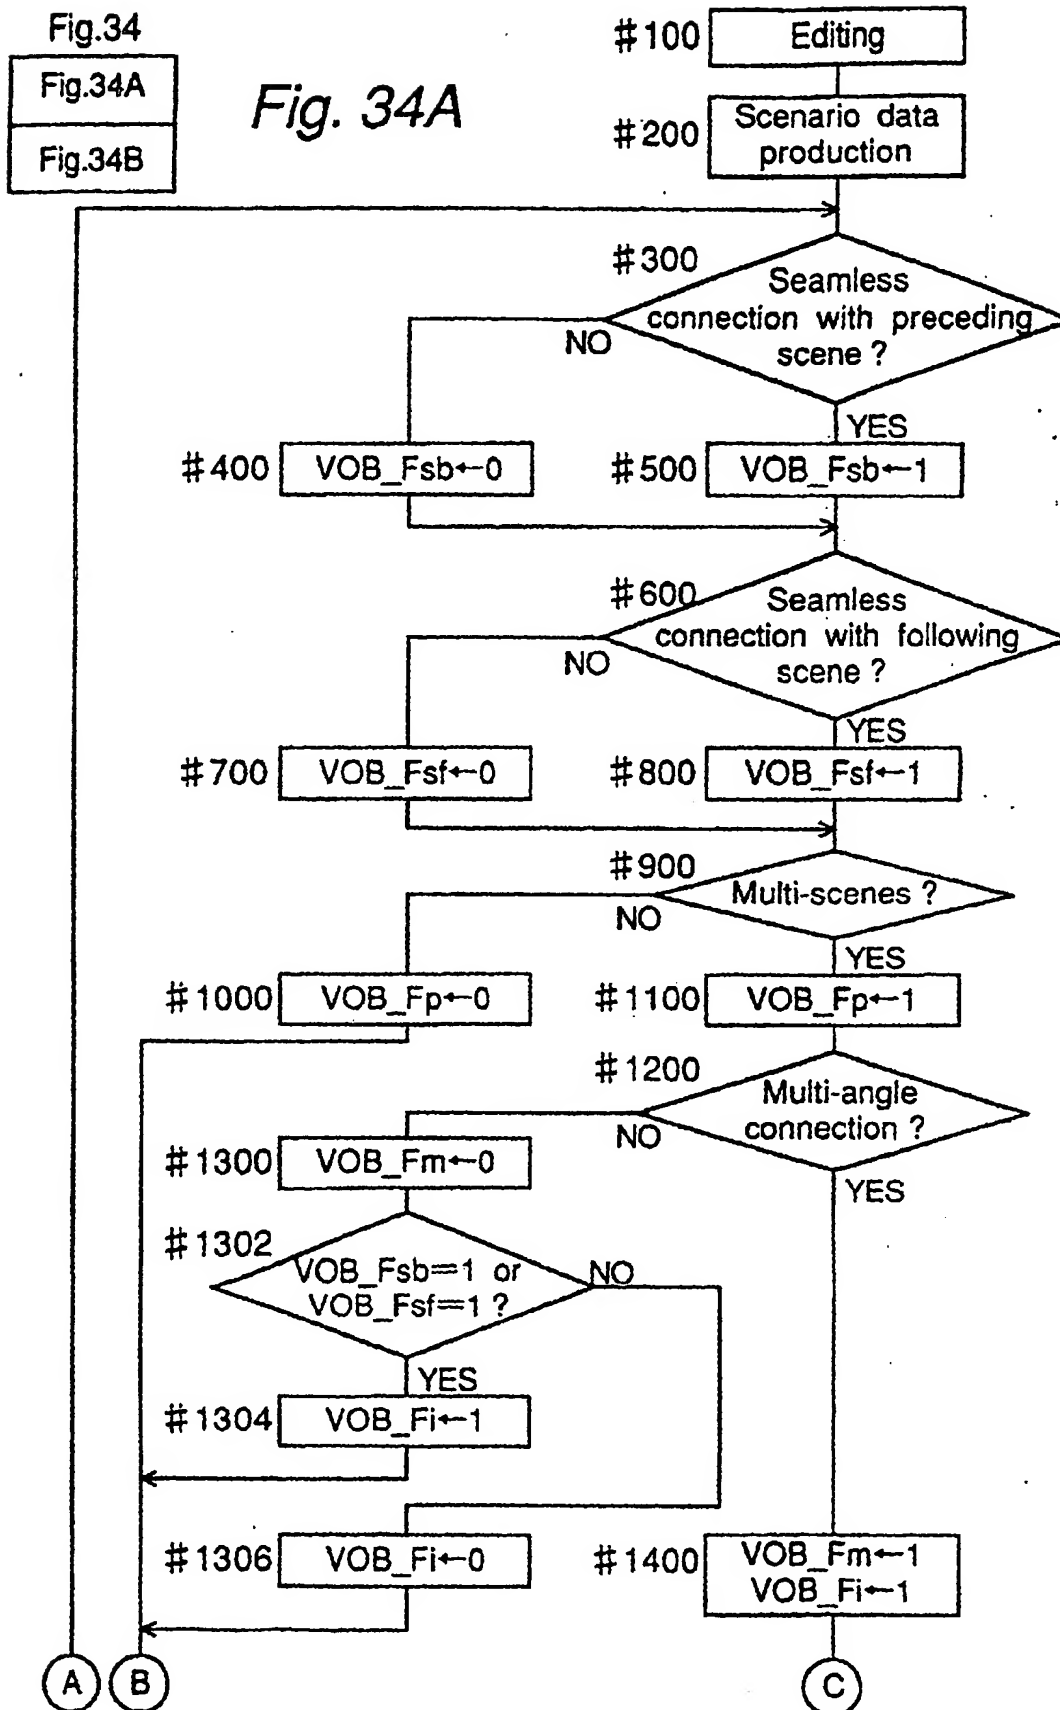 Fig.34
Fig.34A
Fig.34B
Fig. 34A
#100
Editing
#200
Scenario data
production
#300
Seamless
connection with preceding
scene ?
NO
YES
#400
VOB_Fsb←0
#500
VOB_Fsb←1
#600
Seamless
connection with following
scene ?
NO
YES
#700
VOB_Fsf←0
#800
VOB_Fsf←1
#900
Multi-scenes ?
NO
YES
#1000
VOB_Fp←0
#1100
VOB_Fp←1
#1200
Multi-angle
connection ?
NO
YES
#1300
VOB_Fm←0
#1302
VOB_Fsb=1 or
VOB_Fsf=1 ?
NO
YES
#1304
VOB_Fi←1
#1306
VOB_Fi←0
#1400
VOB_Fm←1
VOB_Fi←1
A
B
C